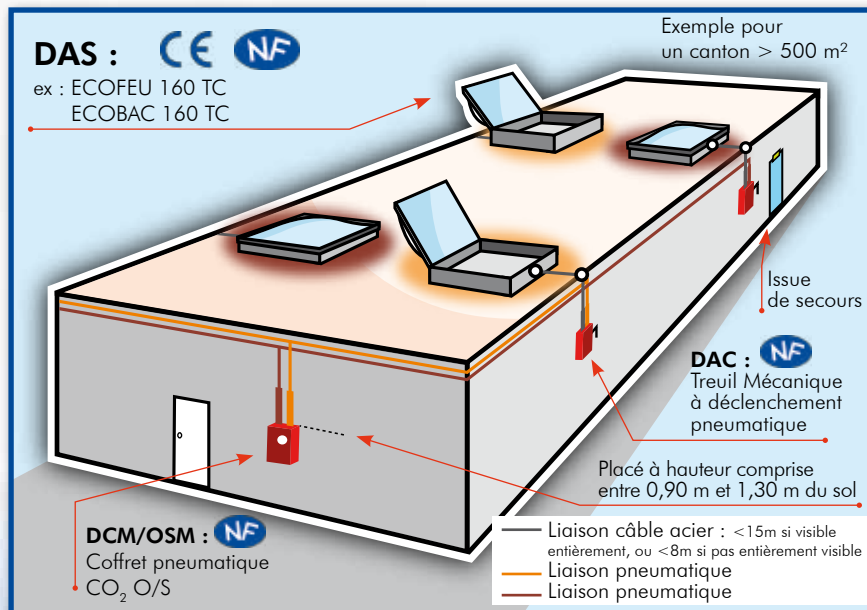 DAS : CE NF
ex : ECOFEU 160 TC
ECOBAC 160 TC
Exemple pour
un canton > 500 m²
Issue
de secours
DAC : NF
Treuil Mécanique
à déclenchement
pneumatique
Placé à hauteur comprise
entre 0,90 m et 1,30 m du sol
DCM/OSM : NF
Coffret pneumatique
CO₂ O/S
Liaison câble acier : <15m si visible
entièrement, ou <8m si pas entièrement visible
Liaison pneumatique
Liaison pneumatique